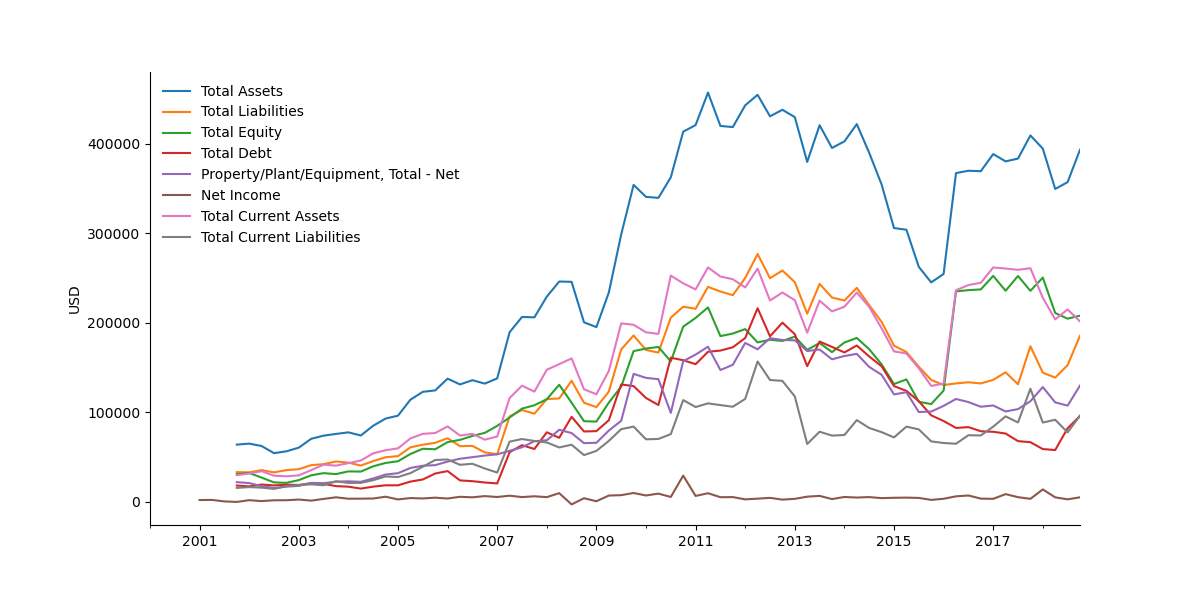 Total Assets
Total Liabilities
Total Equity
Total Debt
Property/Plant/Equipment, Total - Net
Net Income
Total Current Assets
Total Current Liabilities
400000
300000
200000
100000
0
USD
2001 2003 2005 2007 2009 2011 2013 2015 2017